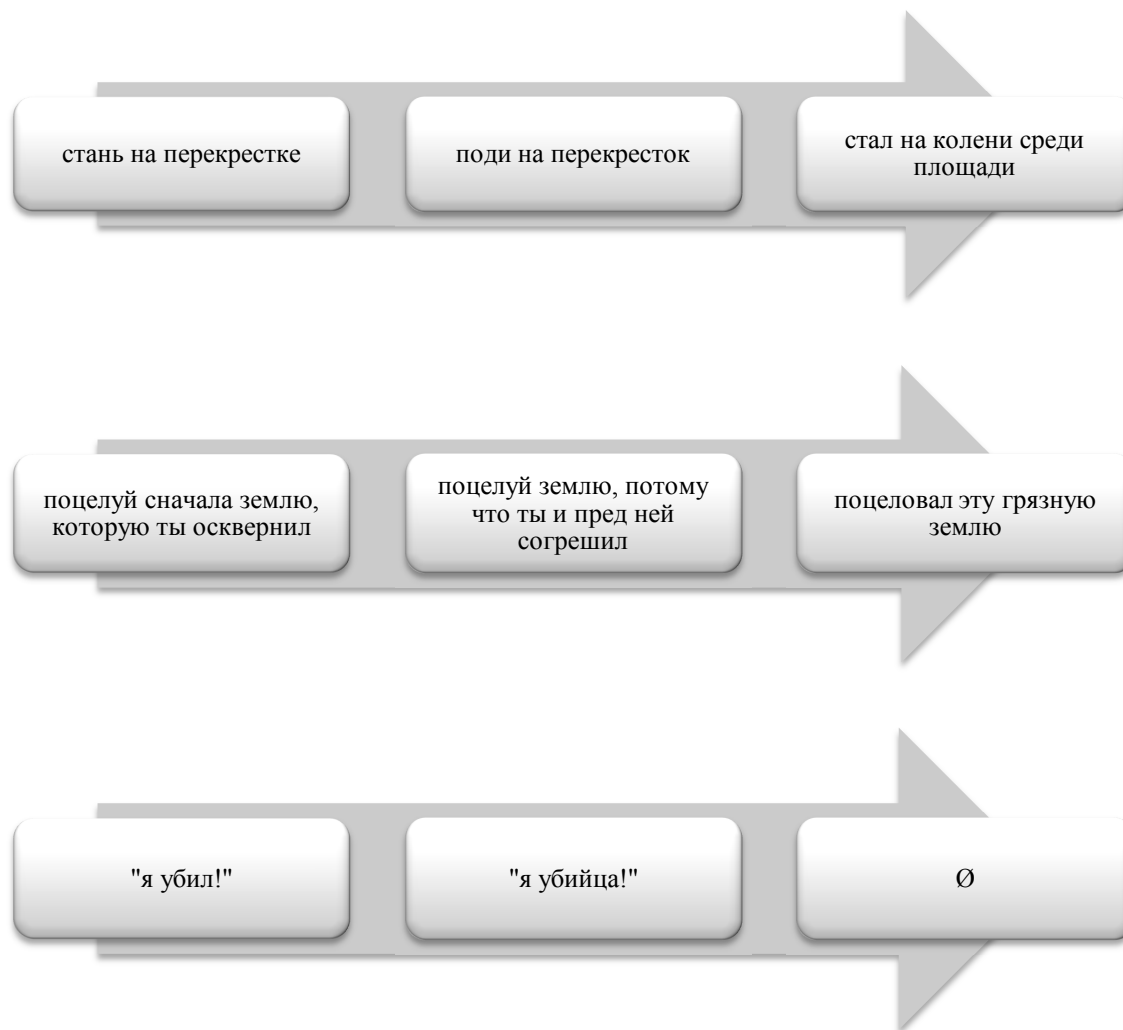 стань на перекрестке
поди на перекресток
стал на колени среди
площади
поцелуй сначала землю,
которую ты осквернил
поцелуй землю, потому
что ты и пред ней
согрешил
поцеловал эту грязную
землю
"я убил!"
"я убийца!"
Ø